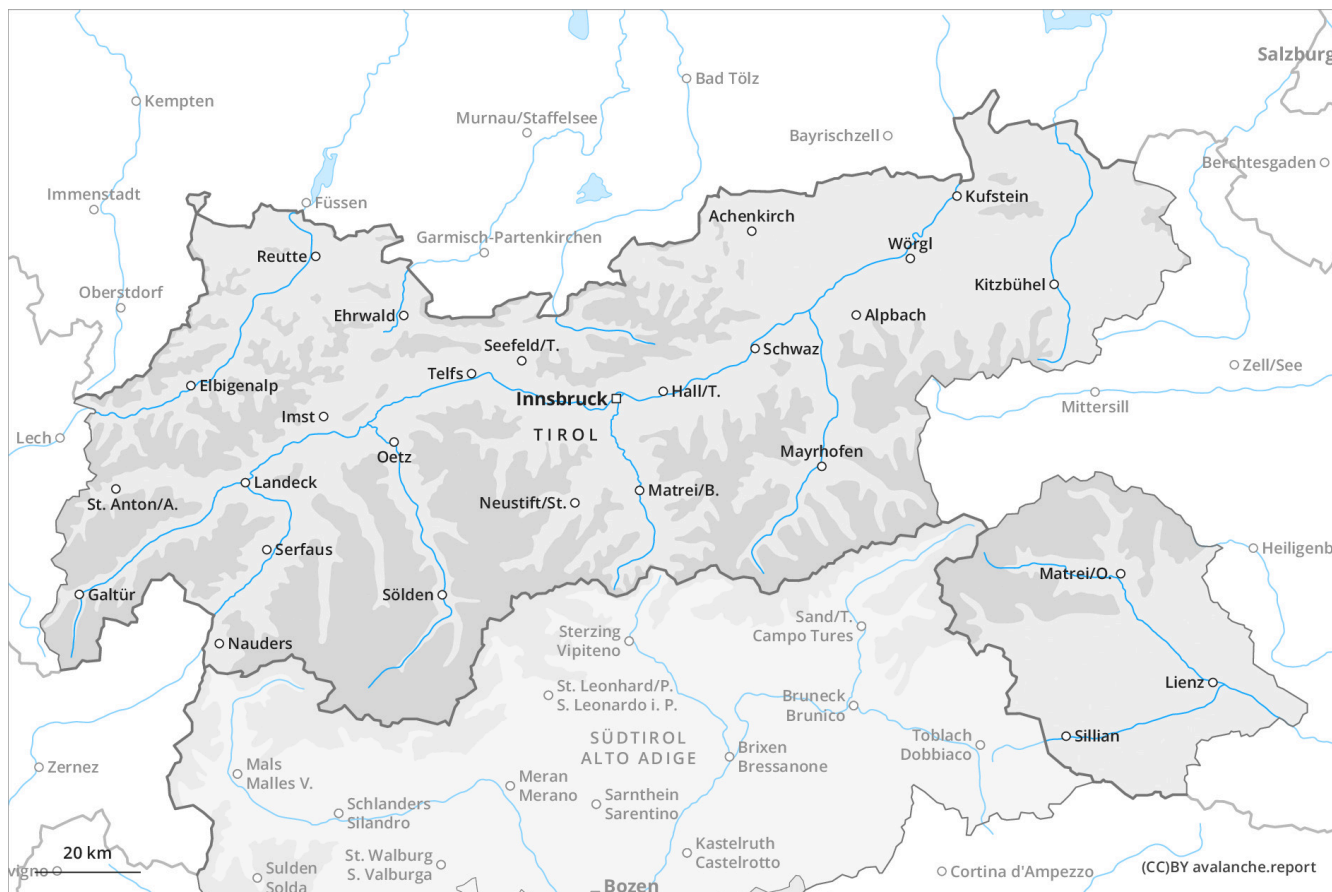 Salzburg
Bad Tölz
Kempten
Murnau/Staffelsee
Bayrischzell
Berchtesgaden
Immenstadt
Füssen
Kufstein
Achenkirch
Garmisch-Partenkirchen
Wörgl
Reutte
Kitzbühel
Oberstdorf
Ehrwald
Alpbach
Seefeld/T.
Schwaz
Zell/See
Telfs
Elbigenalp
Innsbruck
Hall/T.
Mittersill
Imst
TIROL
Lech
Oetz
Mayrhofen
Landeck
Matrei/B.
St. Anton/A.
Neustift/St.
Serfaus
Heiligenb
Matrei/O.
Galtür
Sölden
Sand/T.
Campo Tures
Sterzing
Vipiteno
Nauders
Lienz
St. Leonhard/P.
S. Leonardo i. P.
Bruneck
Brunico
SÜDTIROL
ALTO ADIGE
Sillian
Toblach
Dobbiaco
Brixen
Bressanone
Zernez
Mals
Malles V.
Meran
Merano
Sarnthein
Sarentino
Schlanders
Silandro
Kastelruth
Castelrotto
20 km
St. Walburg
S. Valburga
vigno
Sulden
Solda
Cortina d'Ampezzo
(CC)BY avalanche.report
Bozen